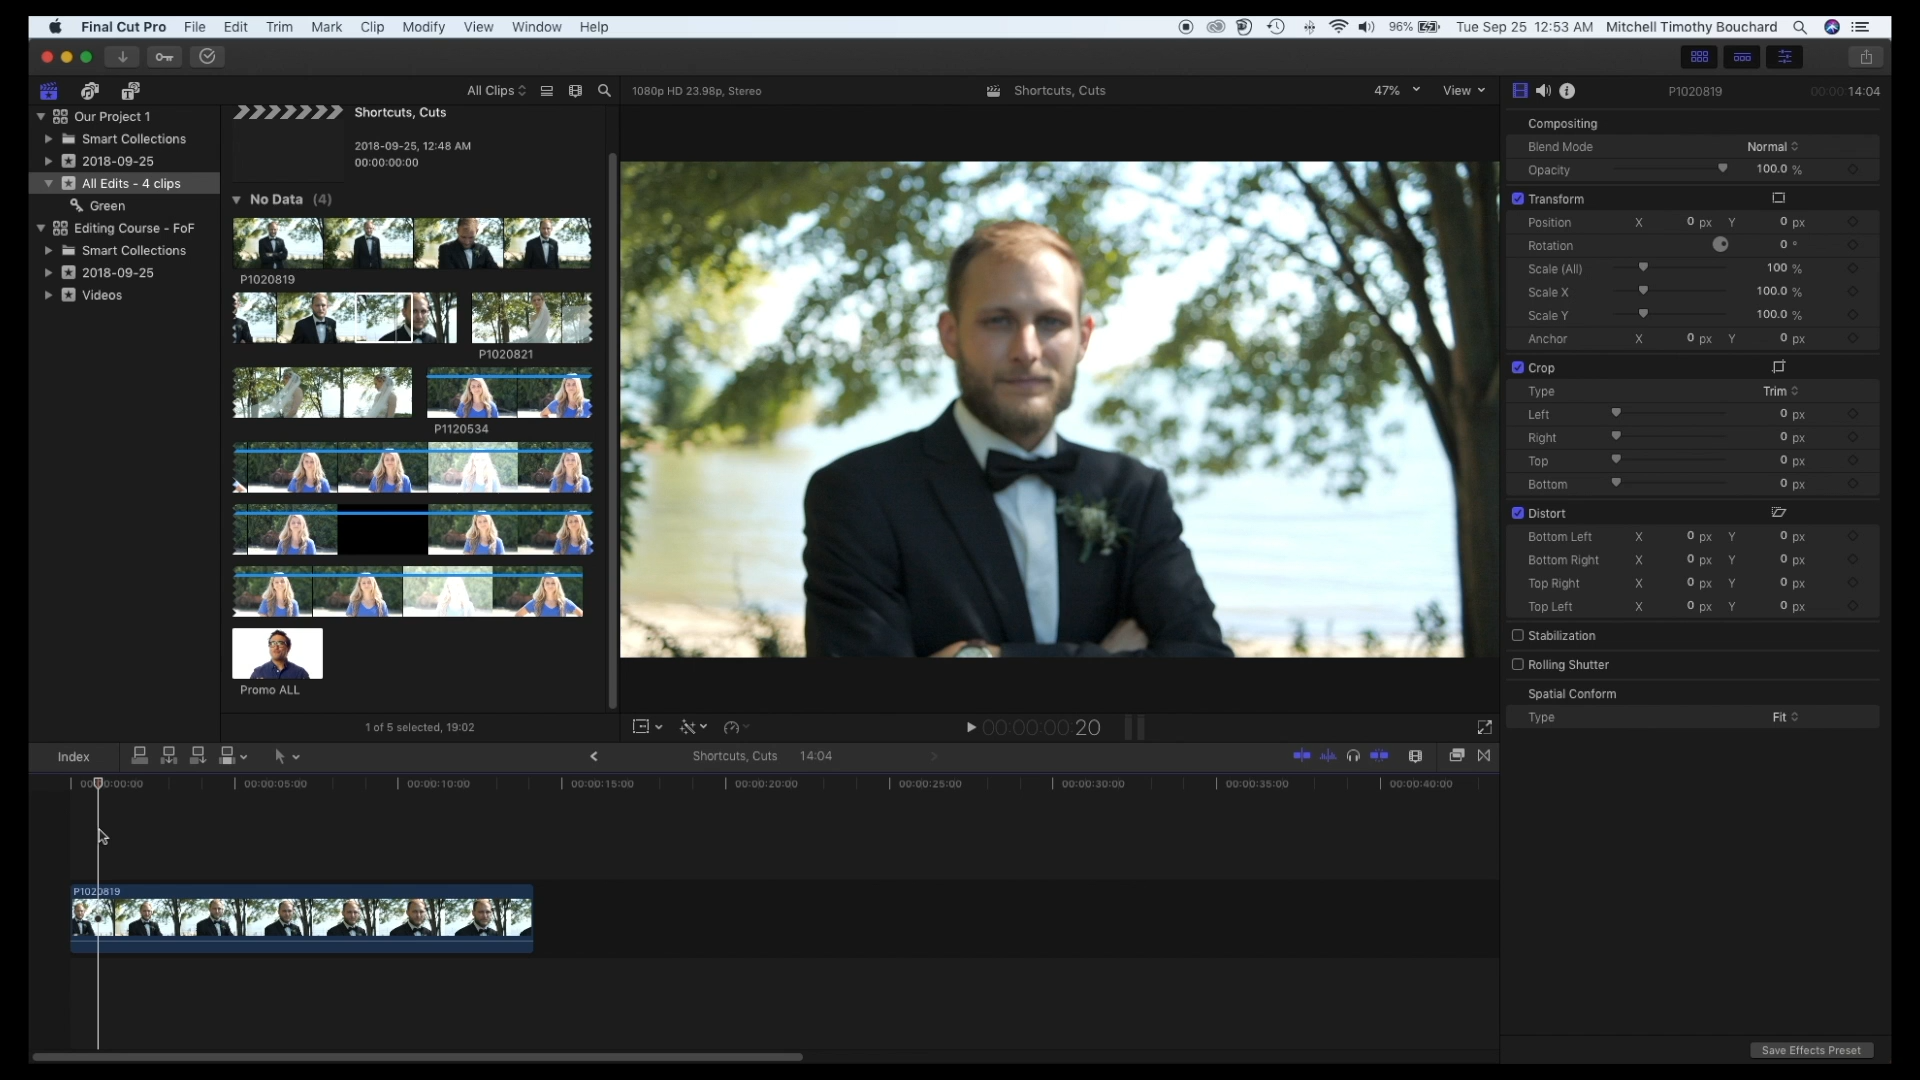 Final Cut Pro File Edit Trim Mark Clip Modify View Window Help 96% Tue Sep 25 12:53 AM Mitchell Timothy Bouchard
All Clips
1080p HD 23.98p, Stereo
Shortcuts, Cuts
47%
View
P1020819
00:00:14:04
Our Project 1
Smart Collections
2018-09-25
All Edits - 4 clips
Green
Editing Course - FoF
Smart Collections
2018-09-25
Videos
Shortcuts, Cuts
2018-09-25, 12:48 AM
00:00:00:00
No Data (4)
P1020819
P1020821
P1120534
Promo ALL
1 of 5 selected, 19:02
00:00:00:20
Compositing
Blend Mode Normal
Opacity 100.0 %
Transform
Position X 0 px Y 0 px
Rotation 0 °
Scale (All) 100 %
Scale X 100.0 %
Scale Y 100.0 %
Anchor X 0 px Y 0 px
Crop
Type Trim
Left 0 px
Right 0 px
Top 0 px
Bottom 0 px
Distort
Bottom Left X 0 px Y 0 px
Bottom Right X 0 px Y 0 px
Top Right X 0 px Y 0 px
Top Left X 0 px Y 0 px
Stabilization
Rolling Shutter
Spatial Conform
Type Fit
Index
Shortcuts, Cuts 14:04
00:00:00:00 00:00:05:00 00:00:10:00 00:00:15:00 00:00:20:00 00:00:25:00 00:00:30:00 00:00:35:00 00:00:40:00
P1020819
Save Effects Preset